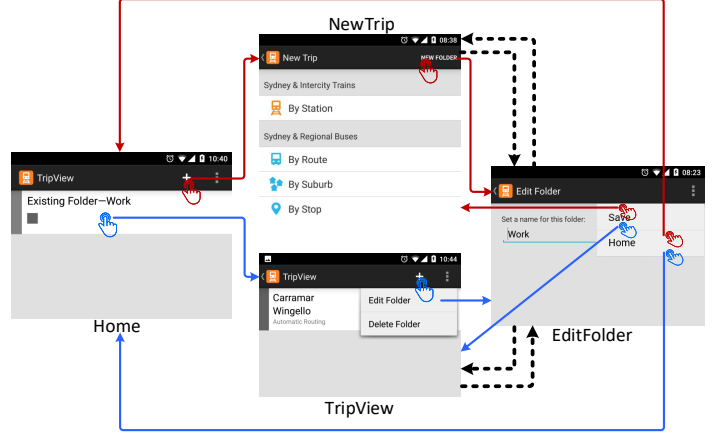 NewTrip
08:38
New Trip
NEW FOLDER
Sydney & Intercity Trains
By Station
Sydney & Regional Buses
By Route
By Suburb
By Stop
10:40
TripView
+
Existing Folder—Work
Home
08:23
Edit Folder
Set a name for this folder:
Work
Save
Home
EditFolder
10:44
TripView
+
Carramar
Wingello
Automatic Routing
Edit Folder
Delete Folder
TripView